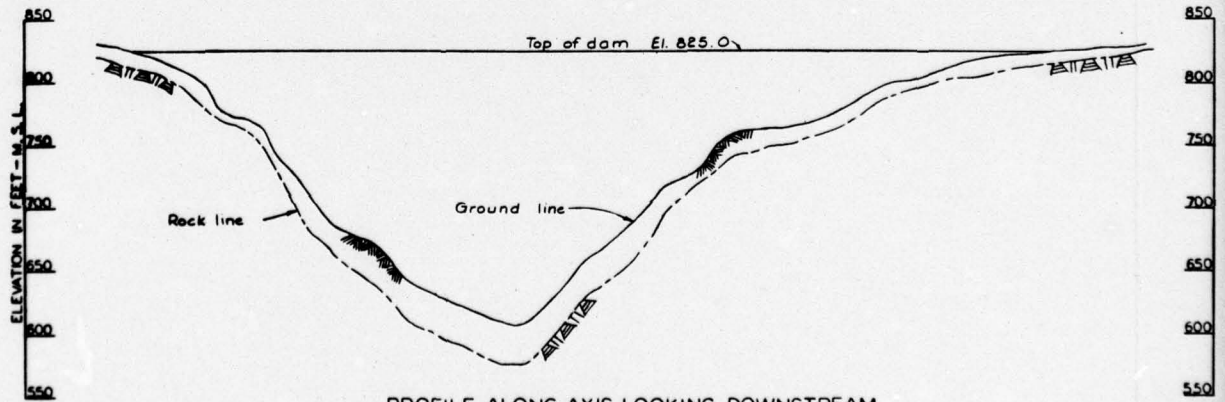 850
800
750
700
650
600
550
ELEVATION IN FEET - M.S.L.
Top of dam El. 825.0
Rock line
Ground line
850
800
750
700
650
600
550
PROFILE ALONG AXIS LOOKING DOWNSTREAM